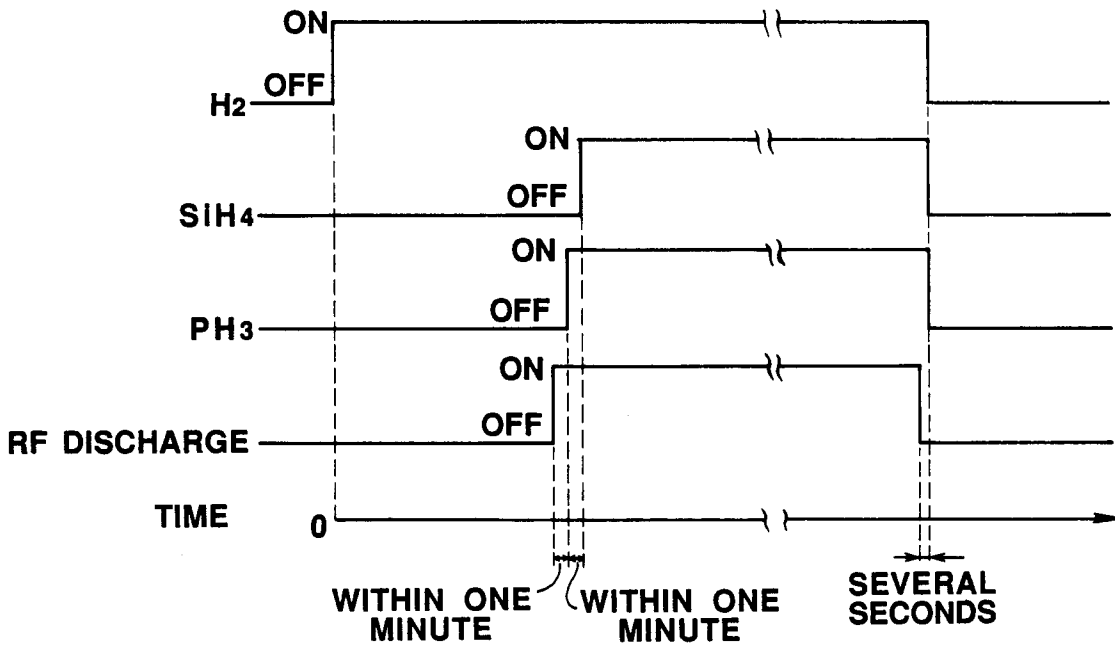 ON
OFF
H2
ON
OFF
SiH4
ON
OFF
PH3
ON
OFF
RF DISCHARGE
TIME
0
WITHIN ONE
MINUTE
WITHIN ONE
MINUTE
SEVERAL
SECONDS